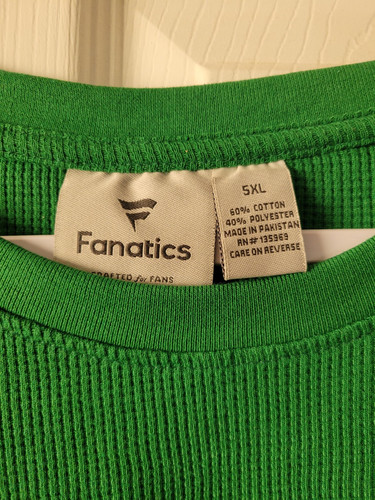 Fanatics
CRAFTED for FANS
5XL
60% COTTON
40% POLYESTER
MADE IN PAKISTAN
RN# 135969
CARE ON REVERSE